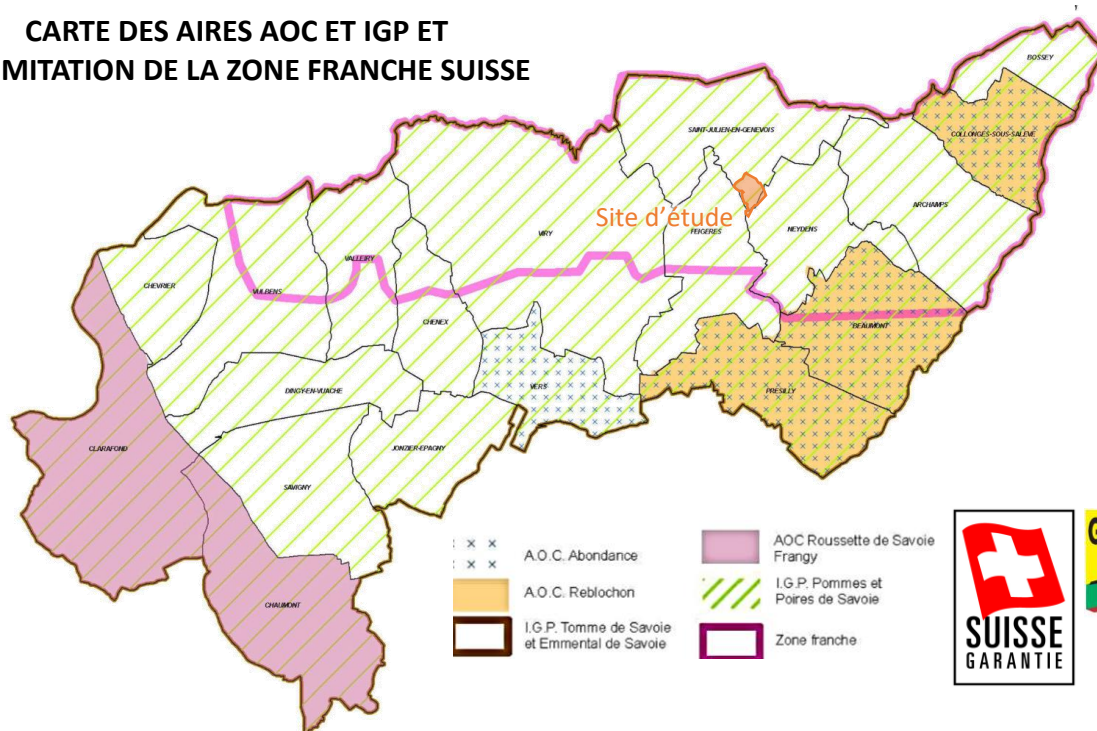 CARTE DES AIRES AOC ET IGP ET
MITATION DE LA ZONE FRANCHE SUISSE
BOSSEY
COLLONGES-SOUS-SALEVE
SAINT-JULIEN-EN-GENEVOIS
ARCHAMPS
Site d'étude
VIRY
FEIGERES
NEYDENS
VALLEIRY
CHEVRIER
VULBENS
CHENEX
BEAUMONT
DINGY-EN-VUACHE
VERS
PRESILLY
CLARAFOND
JONZIER-EPAGNY
SAVIGNY
CHAUMONT
A.O.C. Abondance
A.O.C. Reblochon
I.G.P. Tomme de Savoie
et Emmental de Savoie
AOC Roussette de Savoie
Frangy
I.G.P. Pommes et
Poires de Savoie
Zone franche
SUISSE
GARANTIE
G